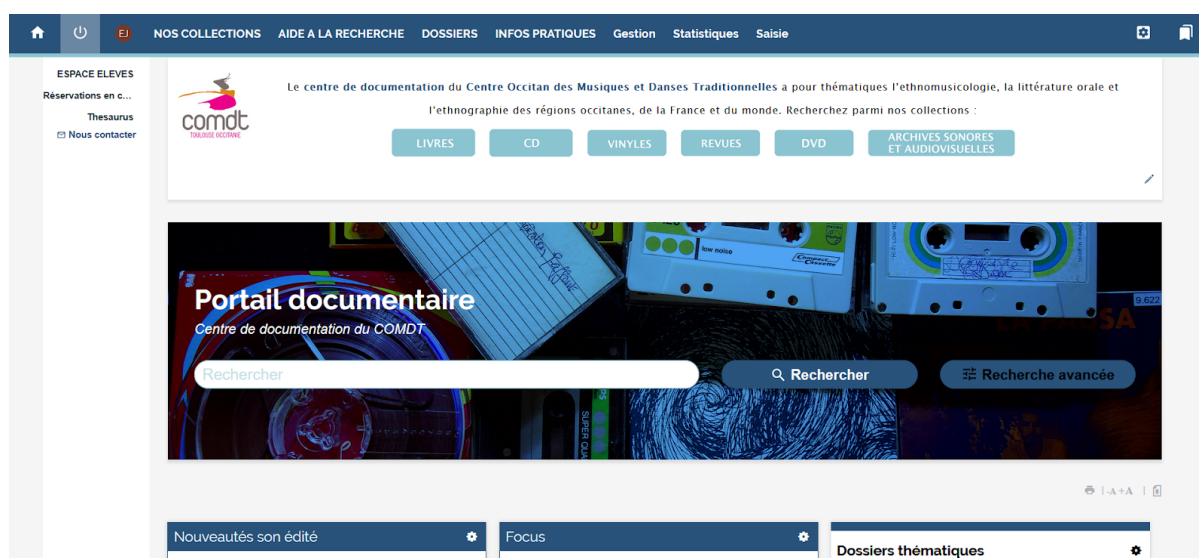 EJ NOS COLLECTIONS AIDE A LA RECHERCHE DOSSIERS INFOS PRATIQUES Gestion Statistiques Saisie
ESPACE ELEVES
Réservations en c...
Thesaurus
Nous contacter
comdt
TOULOUSE OCCITANIE
Le centre de documentation du Centre Occitan des Musiques et Danses Traditionnelles a pour thématiques l'ethnomusicologie, la littérature orale et
l'ethnographie des régions occitanes, de la France et du monde. Recherchez parmi nos collections :
LIVRES CD VINYLES REVUES DVD ARCHIVES SONORES
ET AUDIOVISUELLES
low noise
Compact
Cassette
9.622
LA PAUSA
Portail documentaire
Centre de documentation du COMDT
Rechercher Rechercher Recherche avancée
-A +A
Nouveautés son édité Focus
Dossiers thématiques